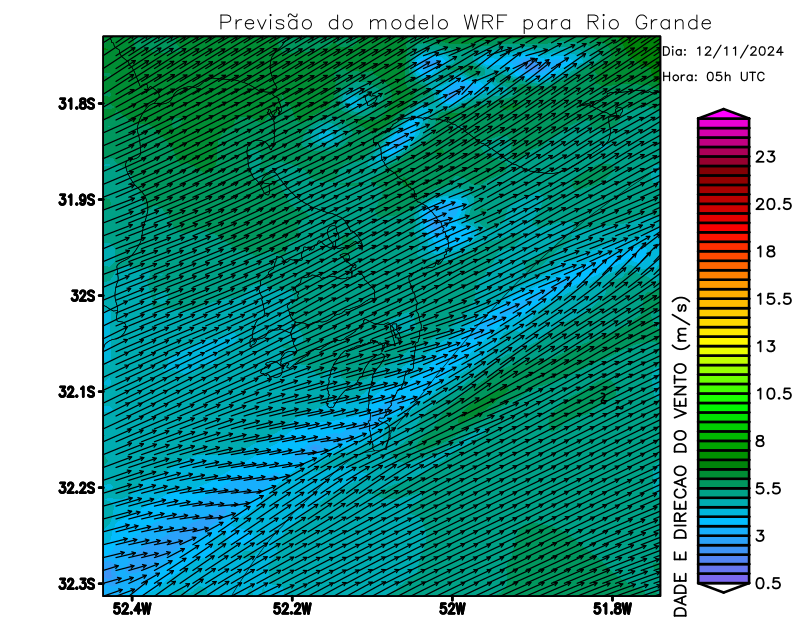 Previsão do modelo WRF para Rio Grande
Dia: 12/11/2024
Hora: 05h UTC
31.8S
31.9S
32S
32.1S
32.2S
32.3S
52.4W
52.2W
52W
51.8W
23
20.5
18
15.5
13
10.5
8
5.5
3
0.5
DADE E DIRECAO DO VENTO (m/s)